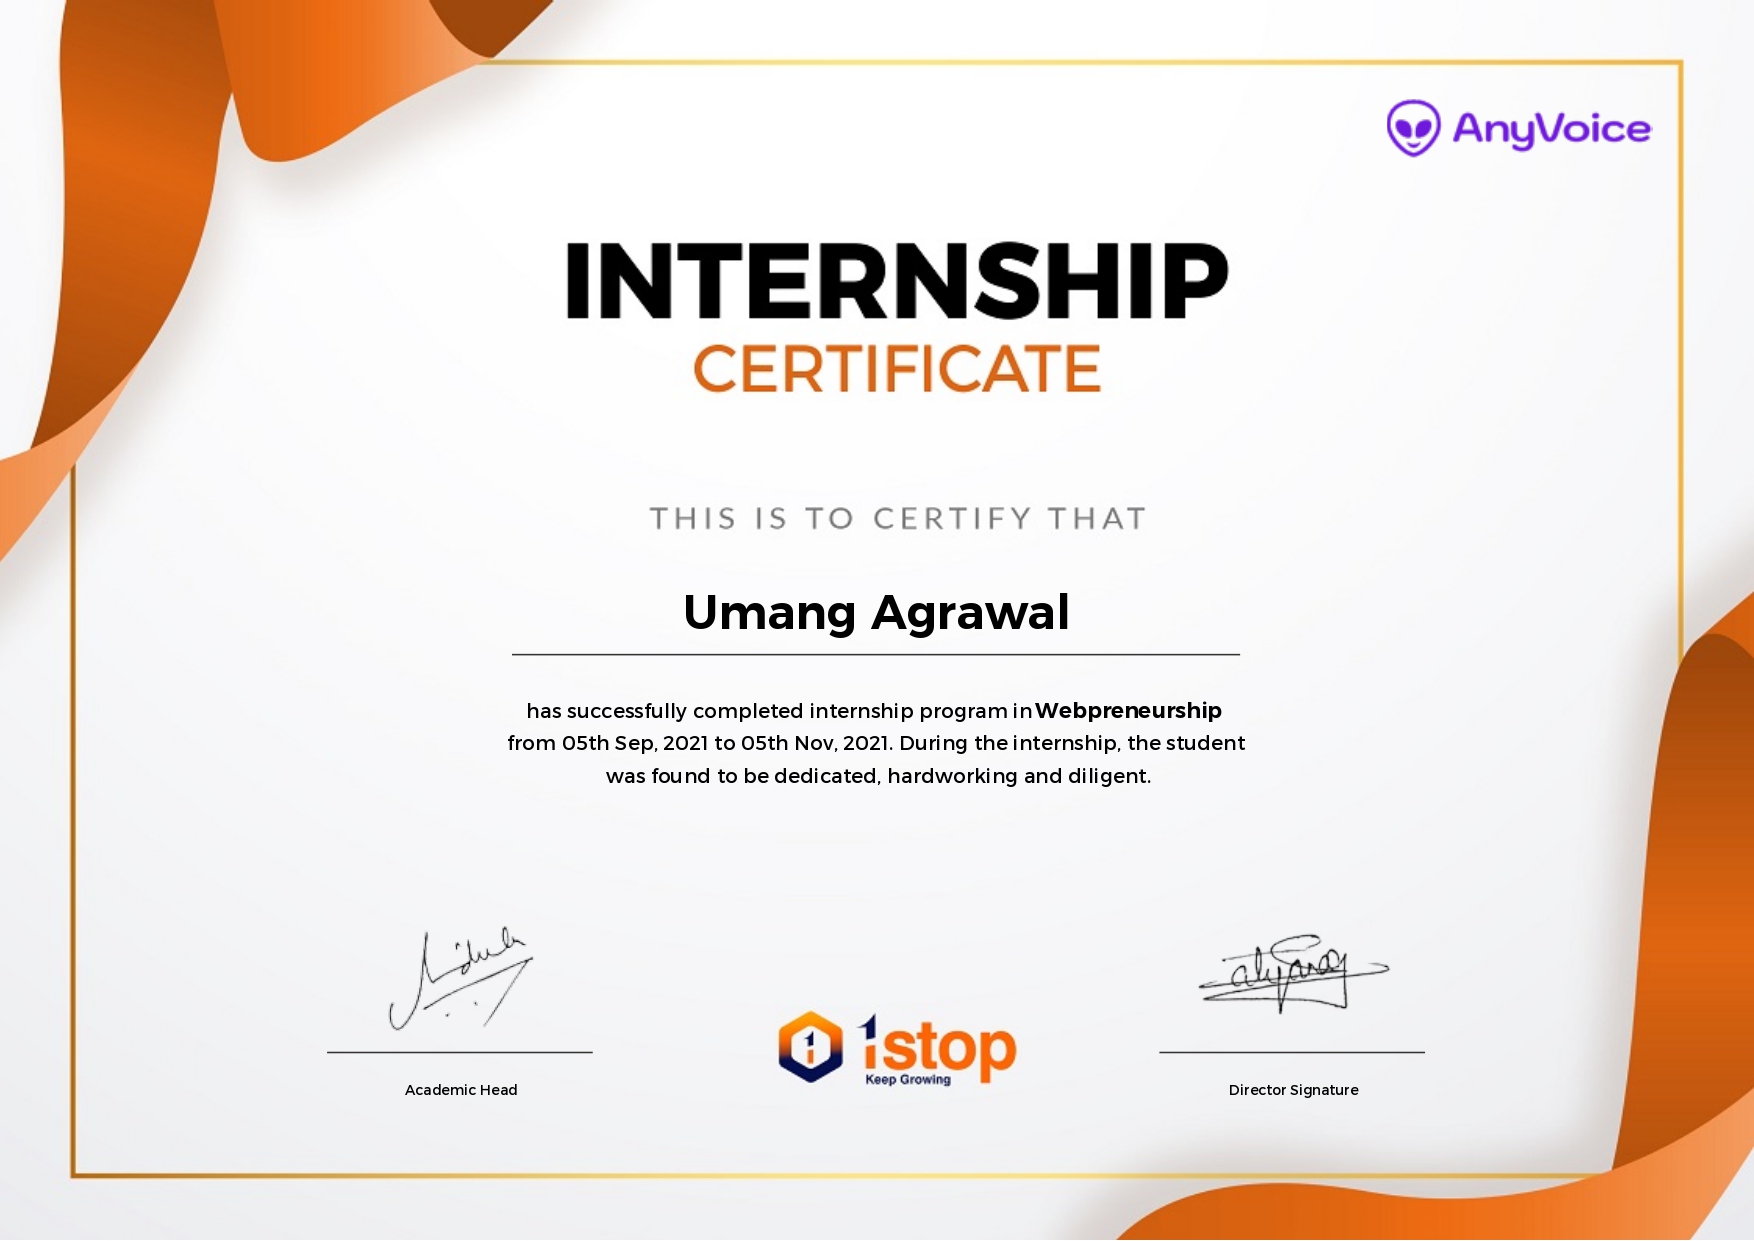 AnyVoice
INTERNSHIP
CERTIFICATE
THIS IS TO CERTIFY THAT
Umang Agrawal
has successfully completed internship program in Webpreneurship
from 05th Sep, 2021 to 05th Nov, 2021. During the internship, the student
was found to be dedicated, hardworking and diligent.
1stop
Keep Growing
Academic Head
Director Signature